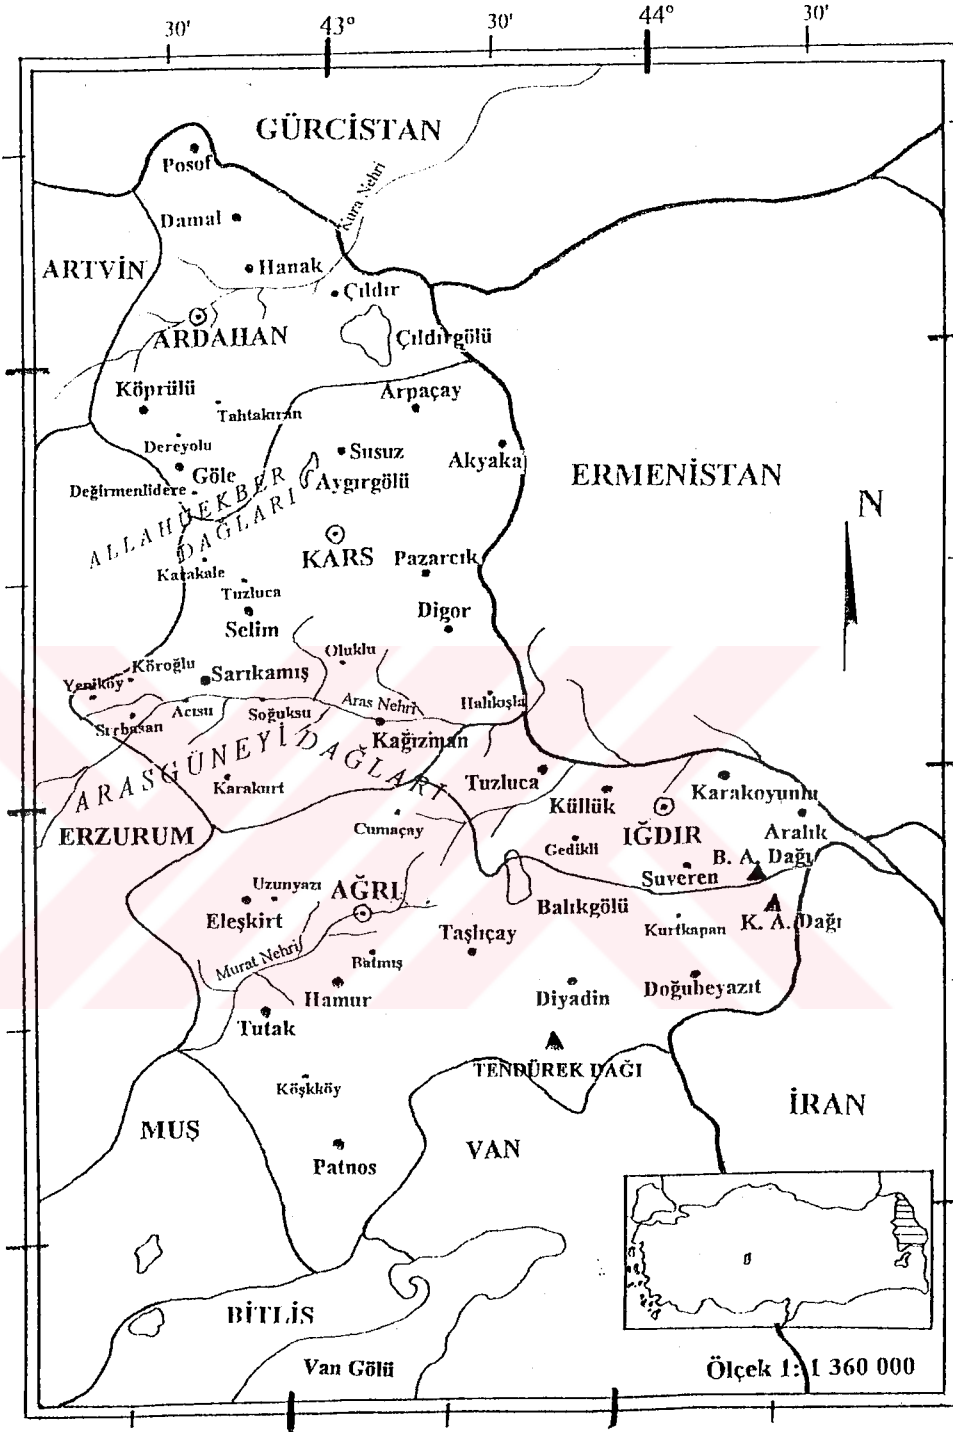 30' 43° 30' 44° 30'
GÜRCİSTAN
Posof
Kura Nehri
Damal
ARTVİN
Hanak
Çıldır
ARDAHAN
Çıldırgölü
Köprülü
Arpaçay
Tahtakıran
Dereyolu
Susuz
Akyaka
Göle
Aygırgölü
ERMENİSTAN
Değirmenlidere
ALLAHUEKBER
DAĞLARI
N
KARS
Pazarcık
Karakale
Tuzluca
Digor
Selim
Oluklu
Köroğlu
Sarıkamış
Yeniköy
Acısu
Soğuksu
Aras Nehri
Halıkışla
Sırbasan
Kağızman
ARASGÜNEYİ DAĞLARI
Tuzluca
Karakurt
Küllük
Karakoyunlu
Cumaçay
ERZURUM
IĞDIR
Aralık
Gedikli
B. A. Dağı
Suveren
Uzunyazı
AĞRI
Eleşkirt
Balıkgölü
K. A. Dağı
Kurtkapan
Taşlıçay
Murat Nehri
Batmış
Hamur
Diyadin
Doğubeyazıt
Tutak
TENDÜREK DAĞI
Köşkköy
İRAN
MUŞ
VAN
Patnos
BİTLİS
Van Gölü
Ölçek 1: 1 360 000